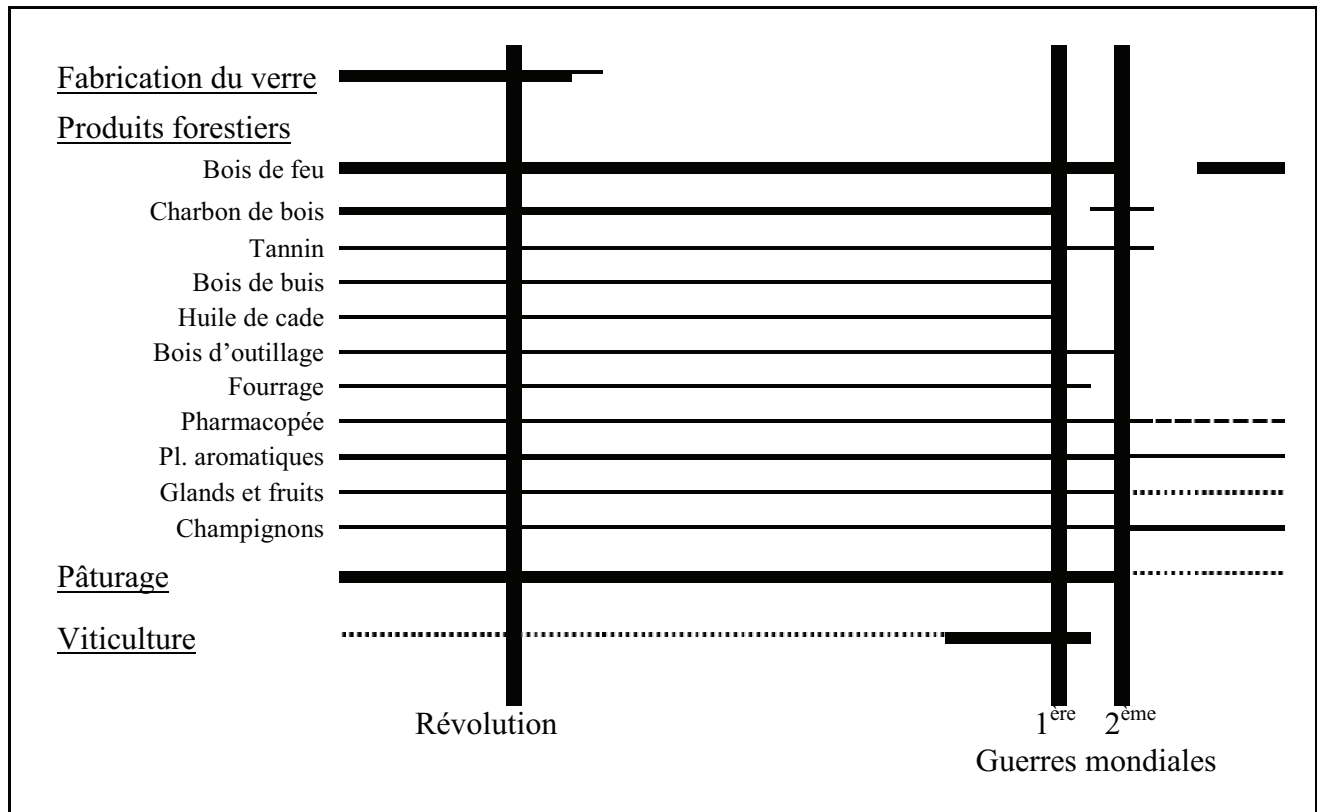 Fabrication du verre
Produits forestiers
Bois de feu
Charbon de bois
Tannin
Bois de buis
Huile de cade
Bois d’outillage
Fourrage
Pharmacopée
Pl. aromatiques
Glands et fruits
Champignons
Pâturage
Viticulture
Révolution 1ère 2ème
Guerres mondiales